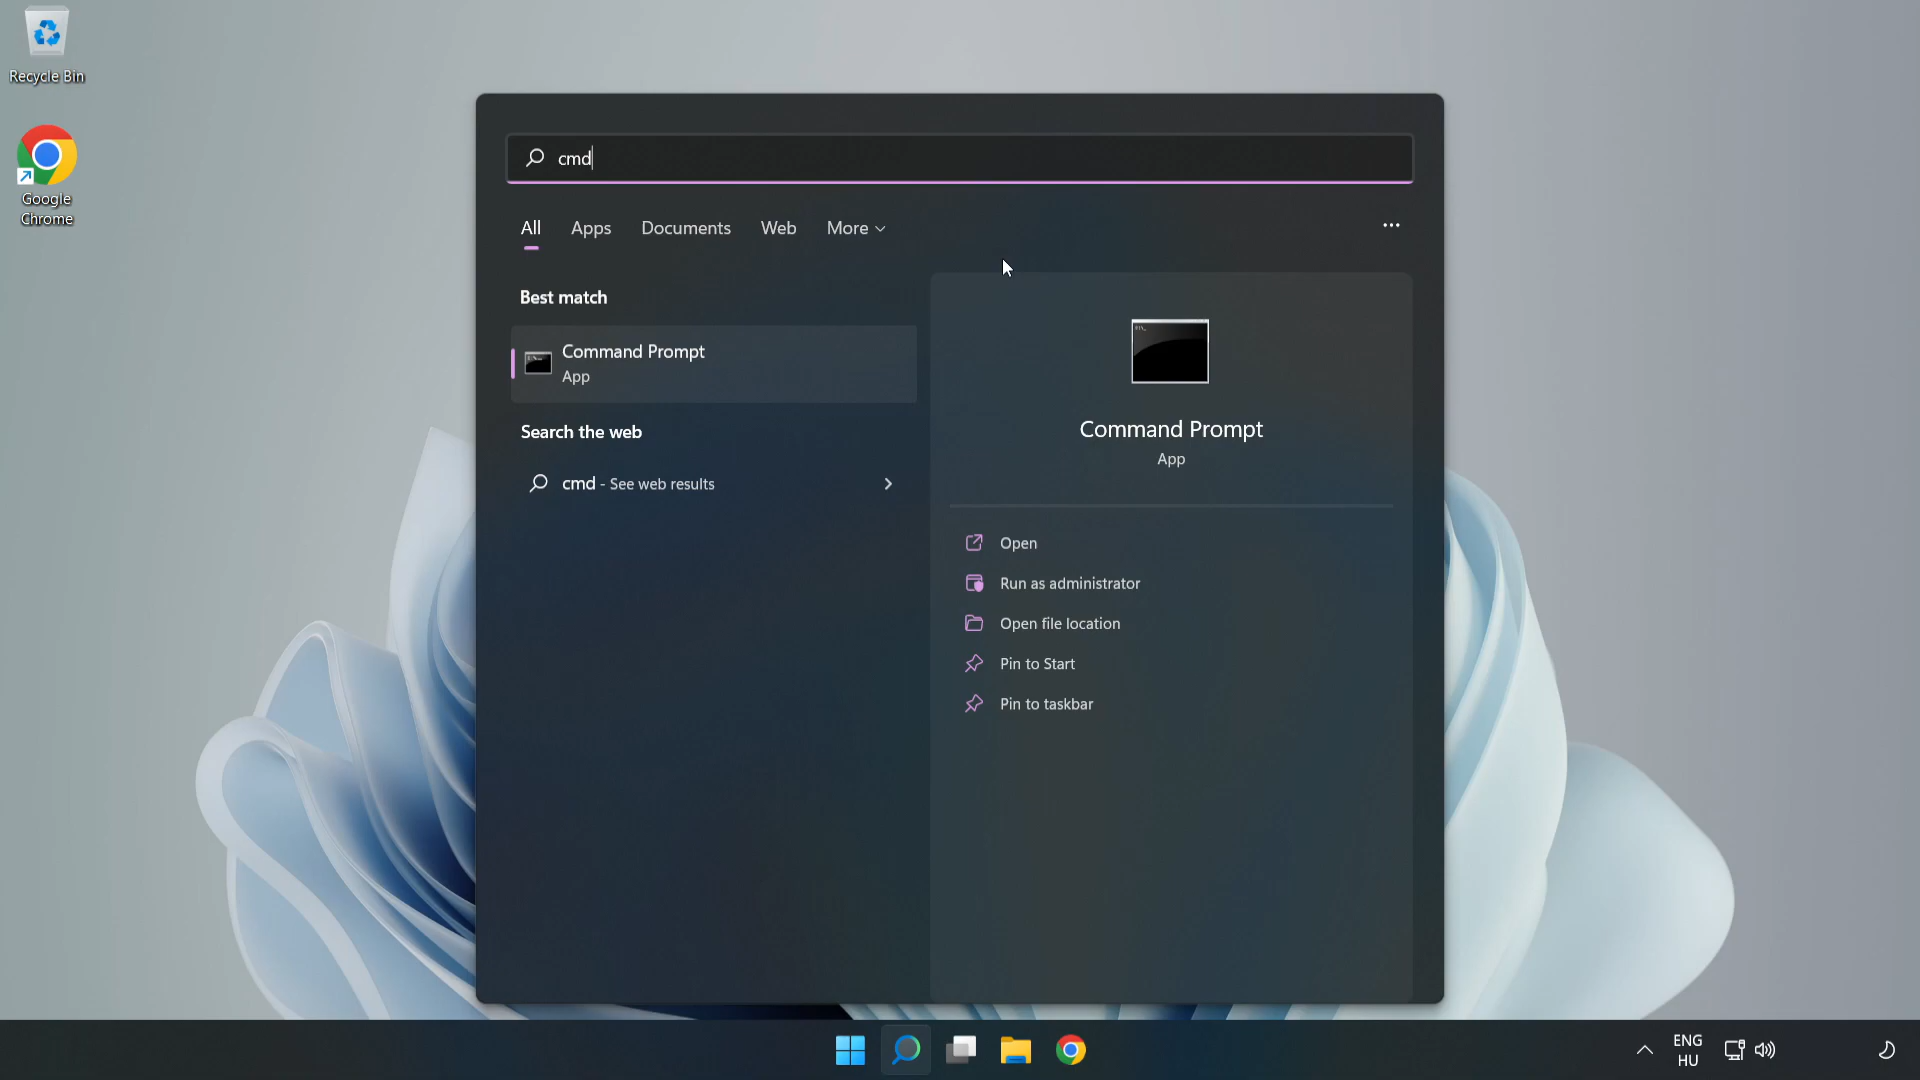 Recycle Bin
Google
Chrome
cmd
All Apps Documents Web More
Best match
Command Prompt
App
Search the web
cmd - See web results
Command Prompt
App
Open
Run as administrator
Open file location
Pin to Start
Pin to taskbar
ENG
HU